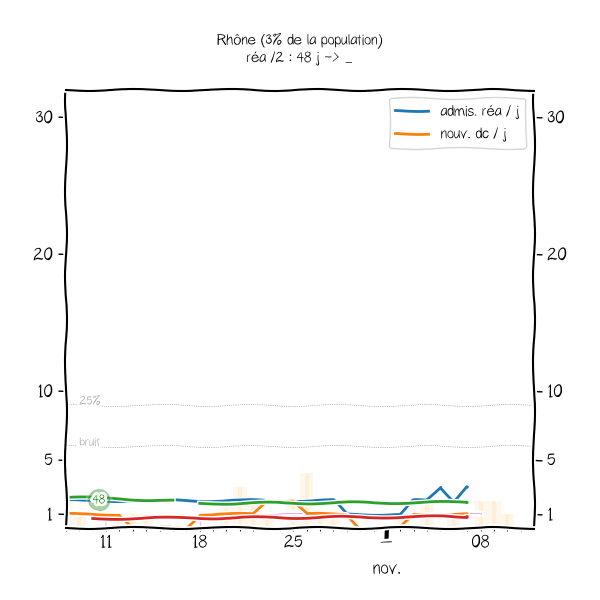 Rhône (3% de la population)
réa /2 : 48 j -> _
admis. réa / j
nouv. dc / j
30
30
20
20
10
10
25%
bruit
5
5
48
1
1
11
18
25
1
08
nov.